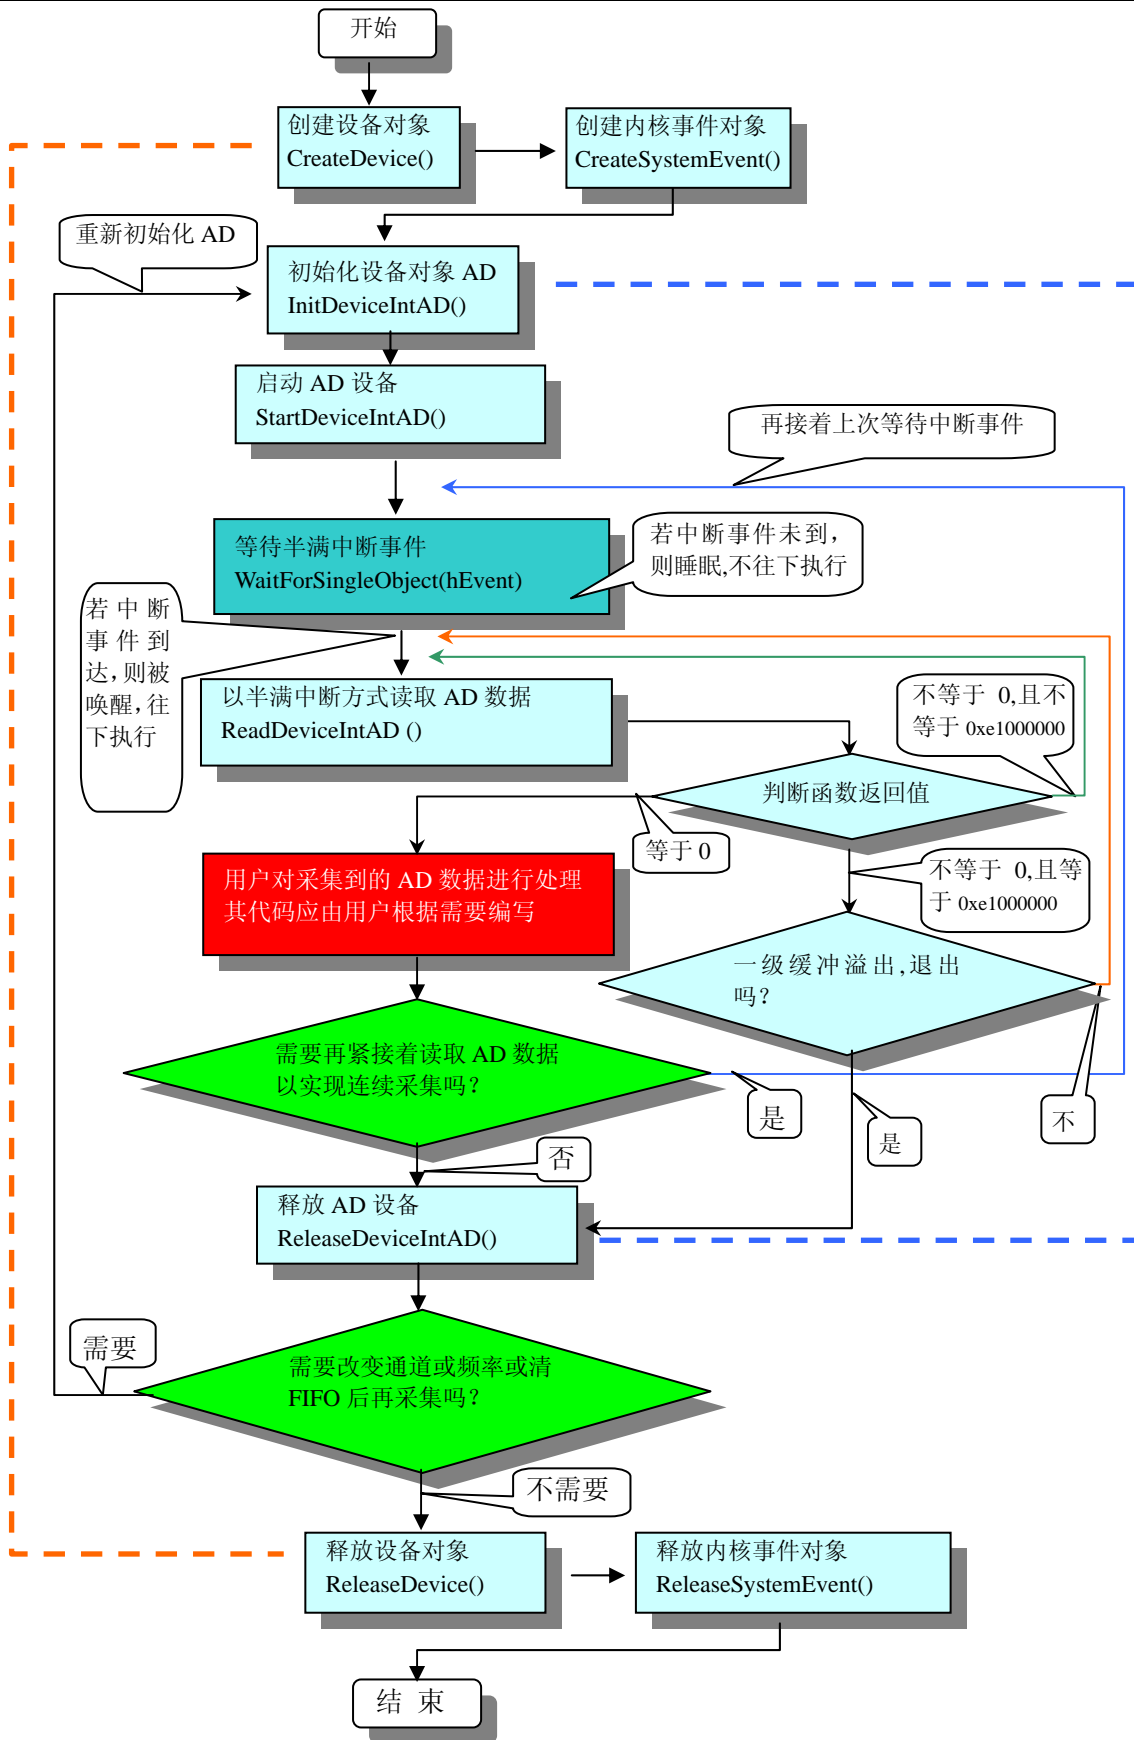 开始
创建设备对象
CreateDevice()
创建内核事件对象
CreateSystemEvent()
重新初始化 AD
初始化设备对象 AD
InitDeviceIntAD()
启动 AD 设备
StartDeviceIntAD()
再接着上次等待中断事件
等待半满中断事件
WaitForSingleObject(hEvent)
若中断事件未到，
则睡眠,不往下执行
若中断
事件到
达，则被
唤醒，往
下执行
以半满中断方式读取 AD 数据
ReadDeviceIntAD ()
不等于 0,且不
等于 0xe1000000
判断函数返回值
等于 0
不等于 0,且等
于 0xe1000000
用户对采集到的 AD 数据进行处理
其代码应由用户根据需要编写
一级缓冲溢出,退出
吗?
需要再紧接着读取 AD 数据
以实现连续采集吗?
是
是
不
否
释放 AD 设备
ReleaseDeviceIntAD()
需要
需要改变通道或频率或清
FIFO 后再采集吗?
不需要
释放设备对象
ReleaseDevice()
释放内核事件对象
ReleaseSystemEvent()
结 束